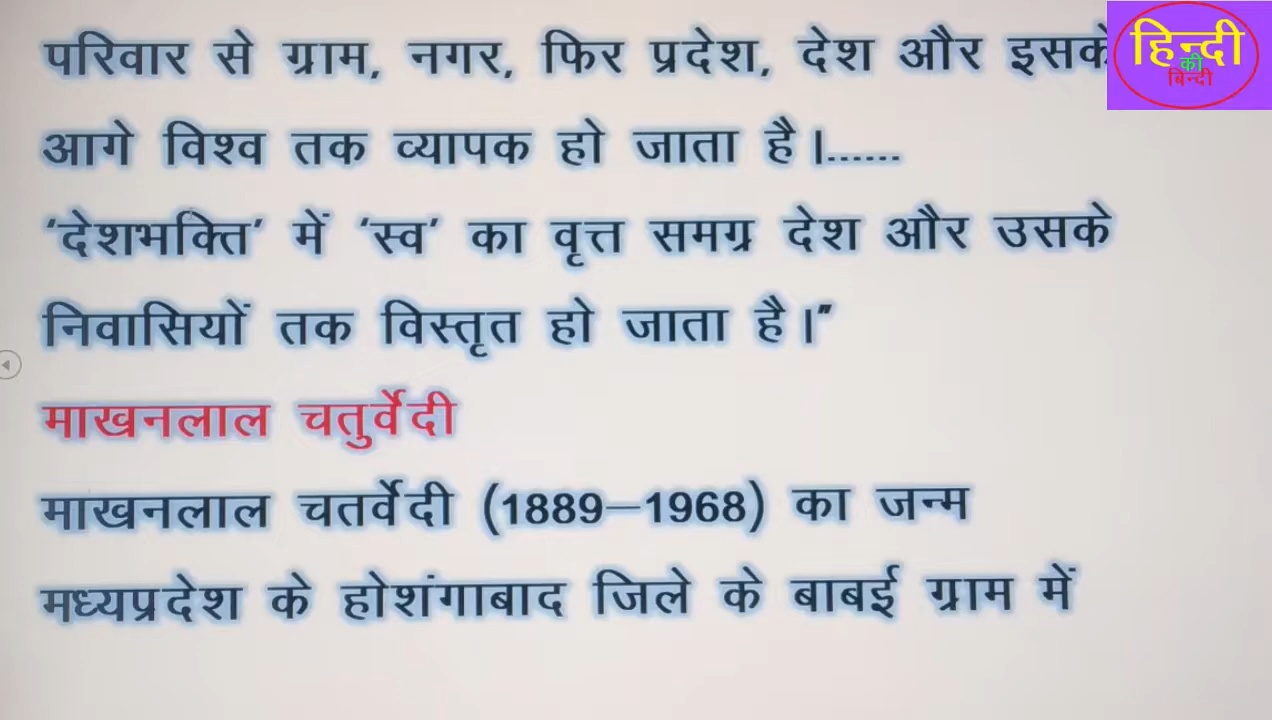 परिवार से ग्राम, नगर, फिर प्रदेश, देश और इसके
आगे विश्व तक व्यापक हो जाता है।......
‘देशभक्ति’ में ‘स्व’ का वृत्त समग्र देश और उसके
निवासियों तक विस्तृत हो जाता है।”
माखनलाल चतुर्वेदी
माखनलाल चतर्वेदी (1889–1968) का जन्म
मध्यप्रदेश के होशंगाबाद जिले के बाबई ग्राम में
हिन्दी
की
बिन्दी